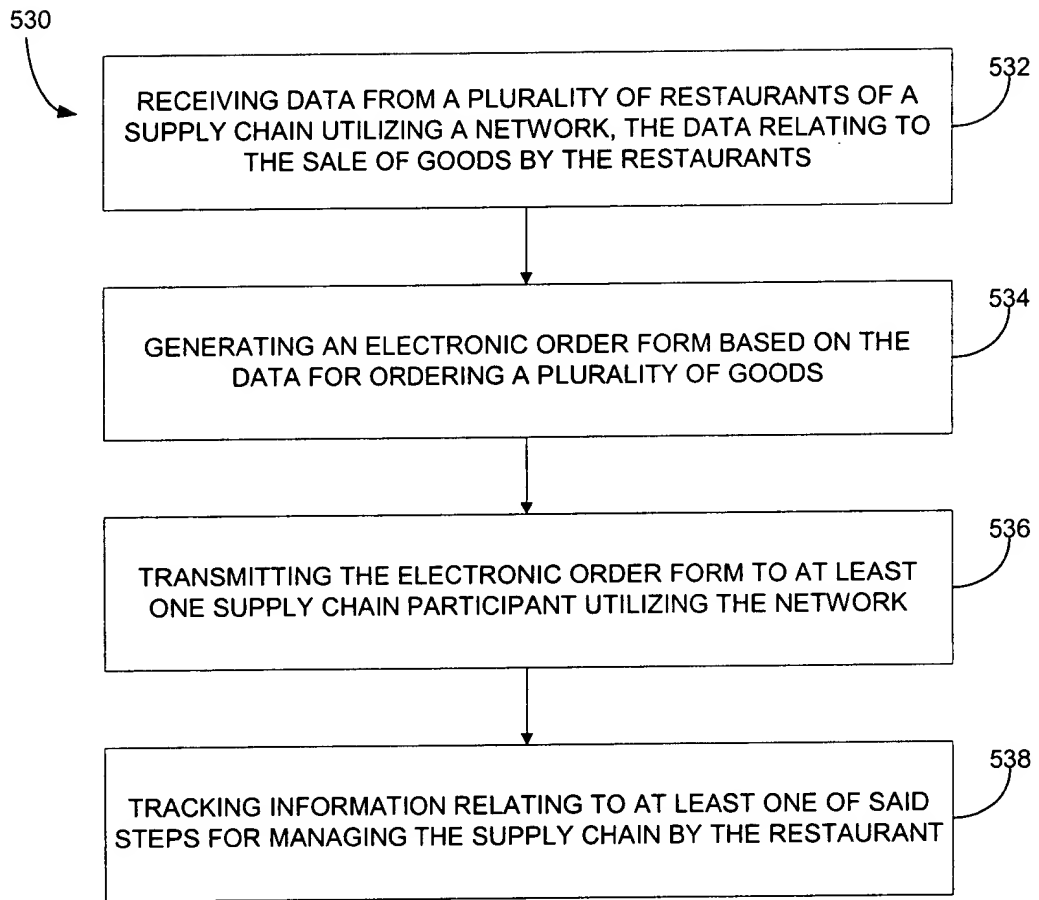 530
532
RECEIVING DATA FROM A PLURALITY OF RESTAURANTS OF A
SUPPLY CHAIN UTILIZING A NETWORK, THE DATA RELATING TO
THE SALE OF GOODS BY THE RESTAURANTS
534
GENERATING AN ELECTRONIC ORDER FORM BASED ON THE
DATA FOR ORDERING A PLURALITY OF GOODS
536
TRANSMITTING THE ELECTRONIC ORDER FORM TO AT LEAST
ONE SUPPLY CHAIN PARTICIPANT UTILIZING THE NETWORK
538
TRACKING INFORMATION RELATING TO AT LEAST ONE OF SAID
STEPS FOR MANAGING THE SUPPLY CHAIN BY THE RESTAURANT